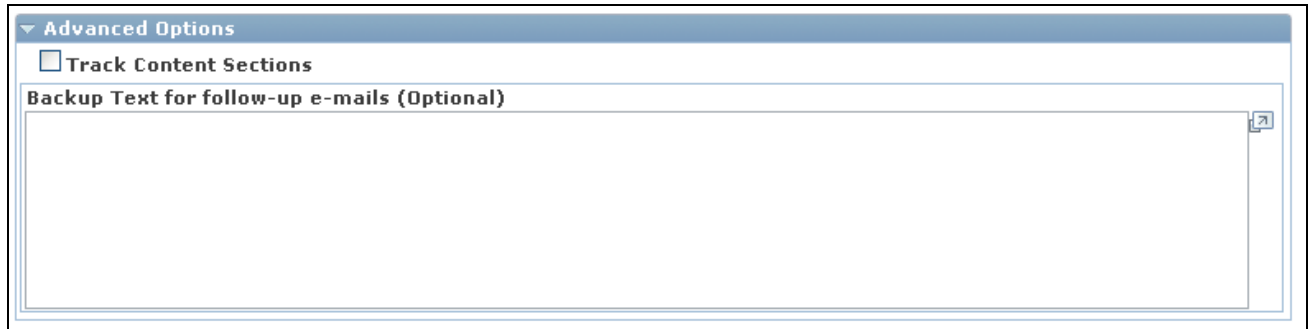 Advanced Options
Track Content Sections
Backup Text for follow-up e-mails (Optional)